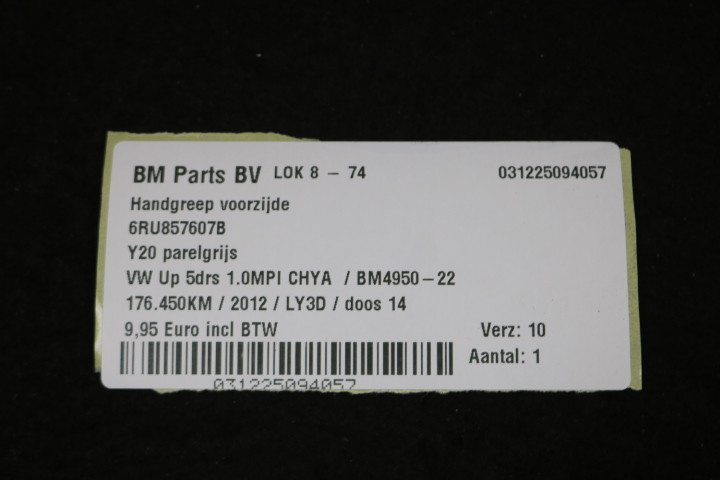 BM Parts BV LOK 8 - 74 031225094057
Handgreep voorzijde
6RU857607B
Y20 parelgrijs
VW Up 5drs 1.0MPI CHYA / BM4950-22
176.450KM / 2012 / LY3D / doos 14
9,95 Euro incl BTW Verz: 10
Aantal: 1
031225094057